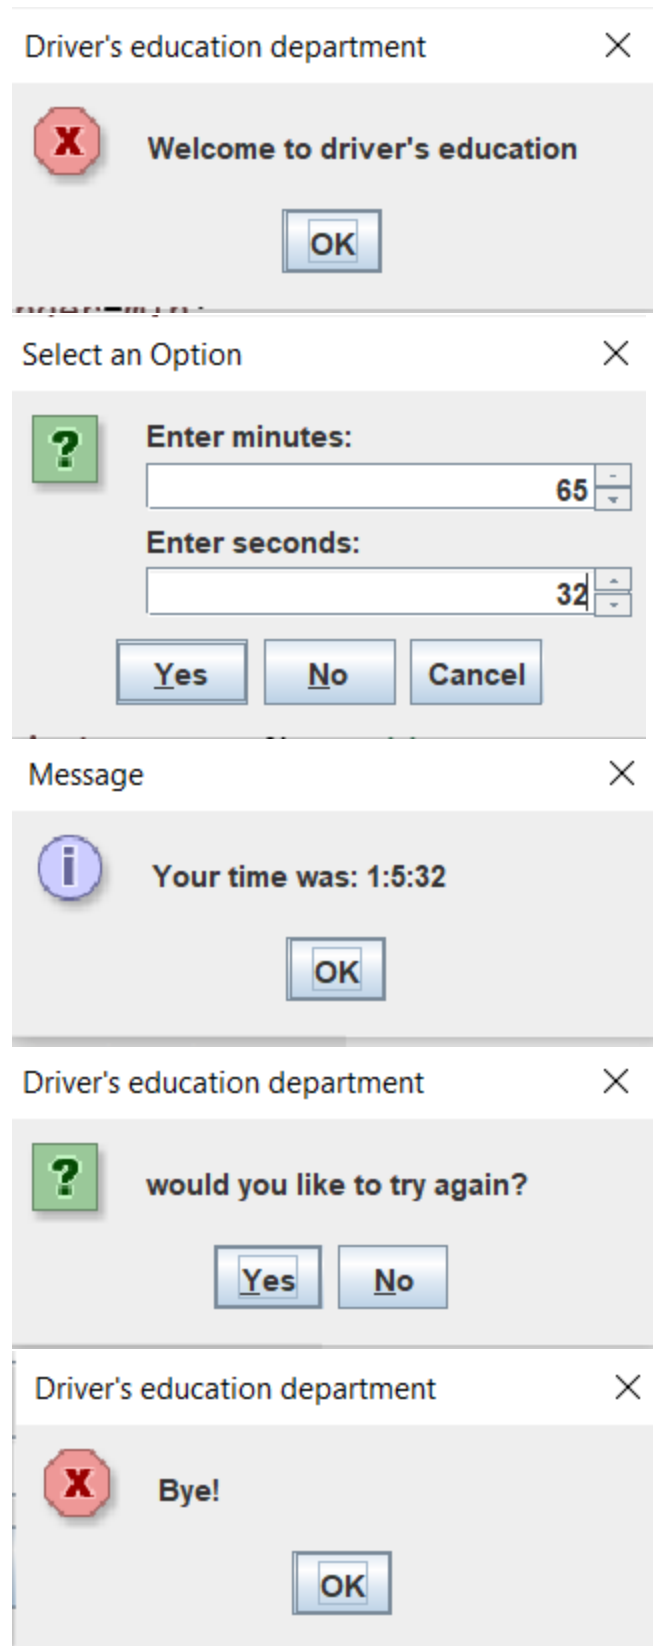 Driver's education department
Welcome to driver's education
OK
Select an Option
Enter minutes:
65
Enter seconds:
32
Yes No Cancel
Message
Your time was: 1:5:32
OK
Driver's education department
would you like to try again?
Yes No
Driver's education department
Bye!
OK